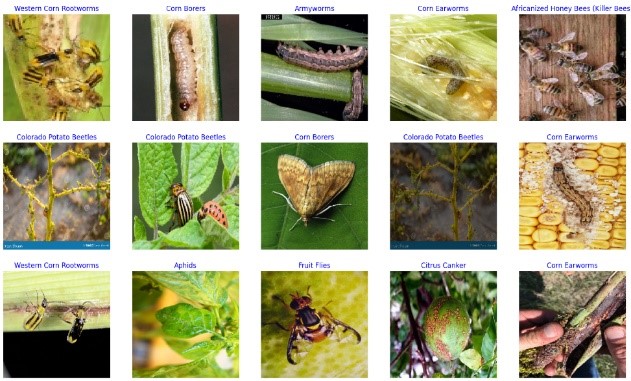 Western Corn Rootworms
Corn Borers
Armyworms
Corn Earworms
Africanized Honey Bees (Killer Bees
Colorado Potato Beetles
Colorado Potato Beetles
Corn Borers
Colorado Potato Beetles
Corn Earworms
Western Corn Rootworms
Aphids
Fruit Flies
Citrus Canker
Corn Earworms